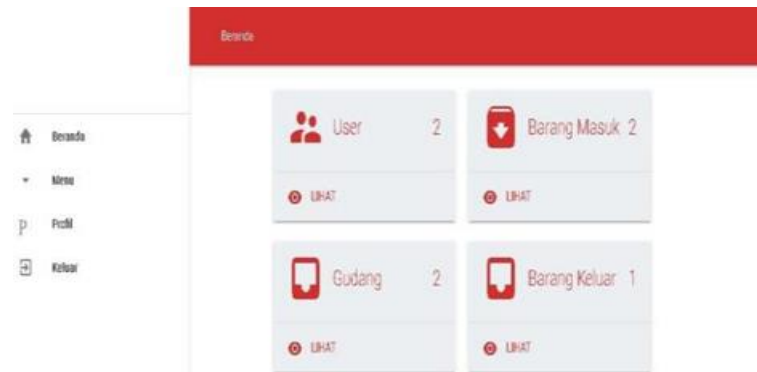 Beranda
Beranda
Menu
Profil
Keluar
User 2
Barang Masuk 2
LIHAT
LIHAT
Gudang 2
Barang Keluar 1
LIHAT
LIHAT